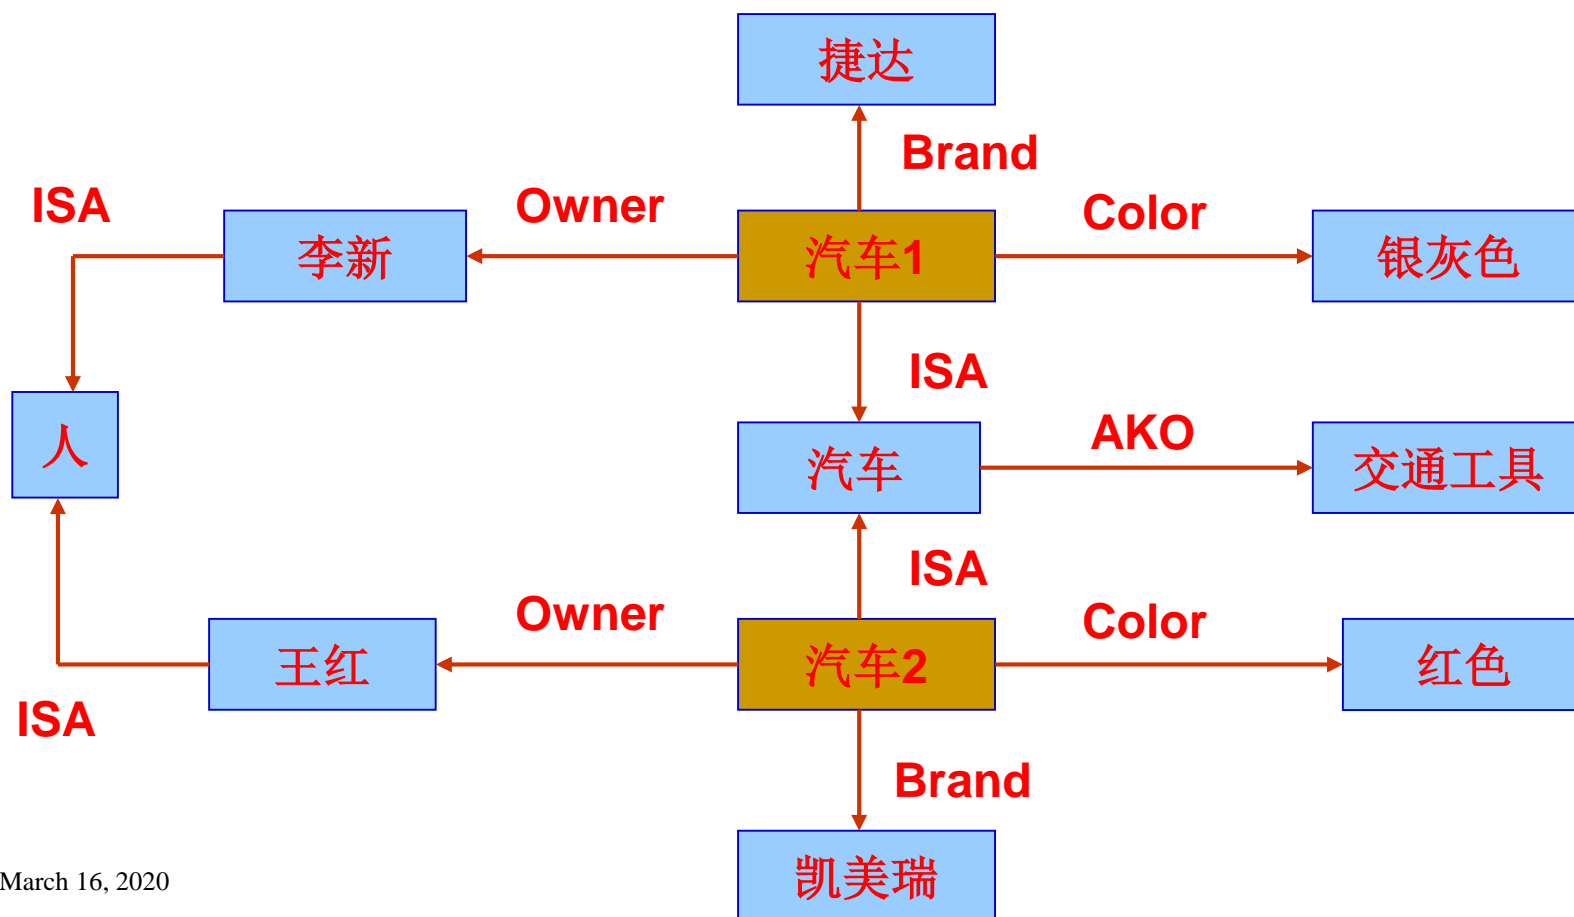 捷达
Brand
ISA
Owner
Color
李新
汽车1
银灰色
ISA
AKO
人
汽车
交通工具
ISA
Owner
Color
王红
汽车2
红色
ISA
Brand
凯美瑞
March 16, 2020